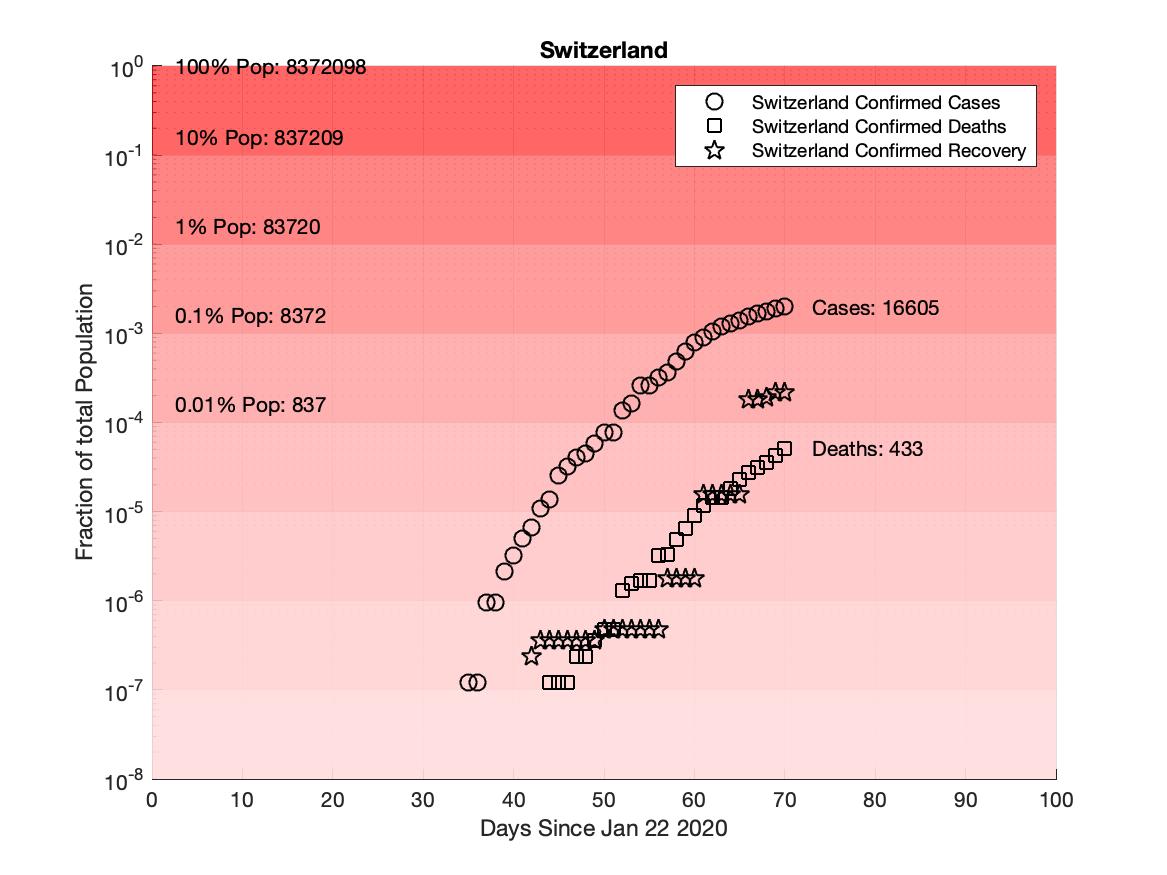 Switzerland
10^0
100% Pop: 8372098
Switzerland Confirmed Cases
Switzerland Confirmed Deaths
Switzerland Confirmed Recovery
10% Pop: 837209
10^-1
1% Pop: 83720
10^-2
0.1% Pop: 8372
Cases: 16605
10^-3
0.01% Pop: 837
10^-4
Deaths: 433
10^-5
10^-6
10^-7
10^-8
Fraction of total Population
0 10 20 30 40 50 60 70 80 90 100
Days Since Jan 22 2020